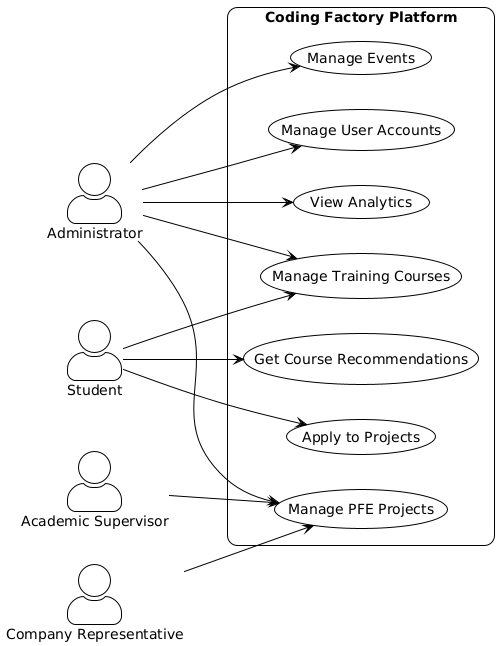 Coding Factory Platform
Manage Events
Manage User Accounts
View Analytics
Administrator
Manage Training Courses
Get Course Recommendations
Student
Apply to Projects
Manage PFE Projects
Academic Supervisor
Company Representative